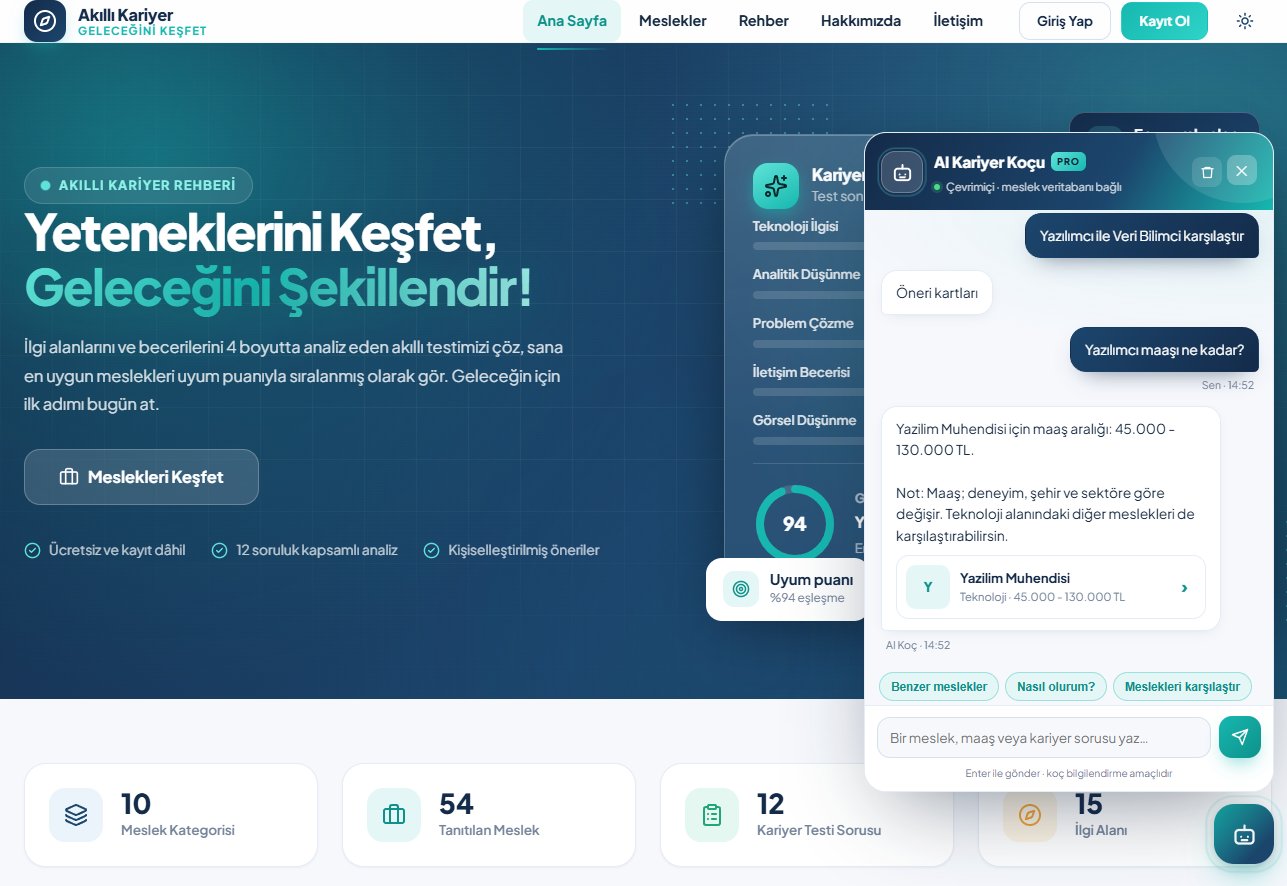 Akıllı Kariyer
GELECEĞİNİ KEŞFET
Ana Sayfa
Meslekler
Rehber
Hakkımızda
İletişim
Giriş Yap
Kayıt Ol
AKILLI KARİYER REHBERİ
Yeteneklerini Keşfet,
Geleceğini Şekillendir!
İlgi alanlarını ve becerilerini 4 boyutta analiz eden akıllı testimizi çöz, sana
en uygun meslekleri uyum puanıyla sıralanmış olarak gör. Geleceğin için
ilk adımı bugün at.
Meslekleri Keşfet
Ücretsiz ve kayıt dâhil
12 soruluk kapsamlı analiz
Kişiselleştirilmiş öneriler
Kariyer
Test son
Teknoloji İlgisi
Analitik Düşünme
Problem Çözme
İletişim Becerisi
Görsel Düşünme
94
Uyum puanı
%94 eşleşme
AI Kariyer Koçu PRO
Çevrimiçi · meslek veritabanı bağlı
Yazılımcı ile Veri Bilimci karşılaştır
Öneri kartları
Yazılımcı maaşı ne kadar?
Sen · 14:52
Yazilim Muhendisi için maaş aralığı: 45.000 -
130.000 TL.
Not: Maaş; deneyim, şehir ve sektöre göre
değişir. Teknoloji alanındaki diğer meslekleri de
karşılaştırabilirsin.
Y
Yazilim Muhendisi
Teknoloji · 45.000 - 130.000 TL
AI Koç · 14:52
Benzer meslekler
Nasıl olurum?
Meslekleri karşılaştır
Bir meslek, maaş veya kariyer sorusu yaz…
Enter ile gönder · koç bilgilendirme amaçlıdır
10
Meslek Kategorisi
54
Tanıtılan Meslek
12
Kariyer Testi Sorusu
15
İlgi Alanı